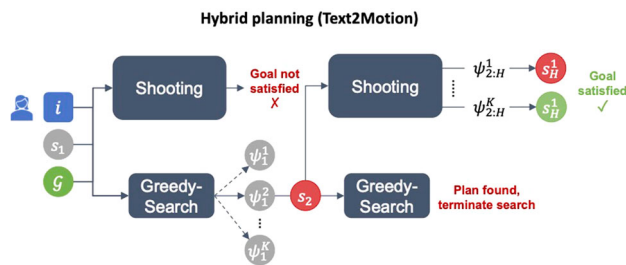 Hybrid planning (Text2Motion)
Shooting
Goal not
satisfied
✗
i
s₁
𝒢
Greedy-
Search
ψ₁¹
ψ₁²
⋮
ψ₁ᴷ
s₂
Shooting
ψ¹₂:H
⋮
ψᴷ₂:H
s¹H
s¹H
Goal
satisfied
✓
Greedy-
Search
Plan found,
terminate search